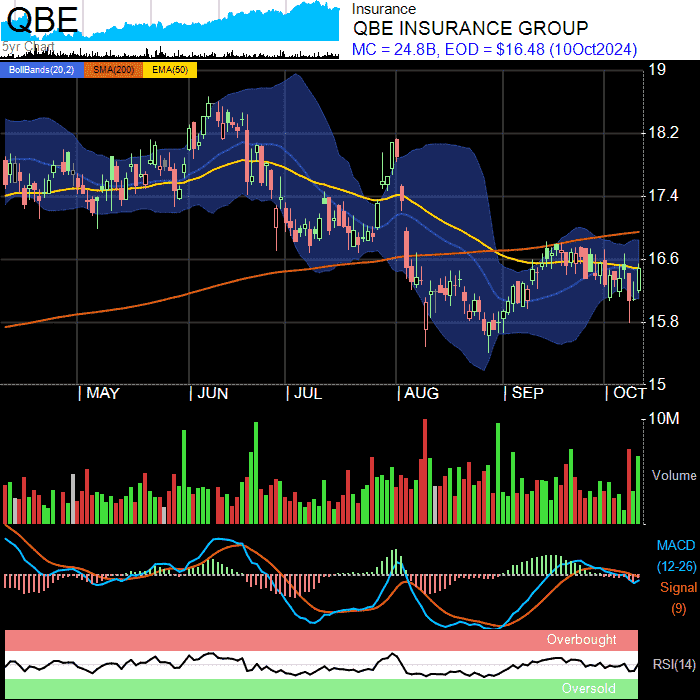 QBE
5yr Chart
Insurance
QBE INSURANCE GROUP
MC = 24.8B, EOD = $16.48 (10Oct2024)
BollBands(20,2) SMA(200) EMA(50)
19
18.2
17.4
16.6
15.8
15
| MAY | JUN | JUL | AUG | SEP | OCT
10M
Volume
MACD
(12-26)
Signal
(9)
Overbought
RSI(14)
Oversold